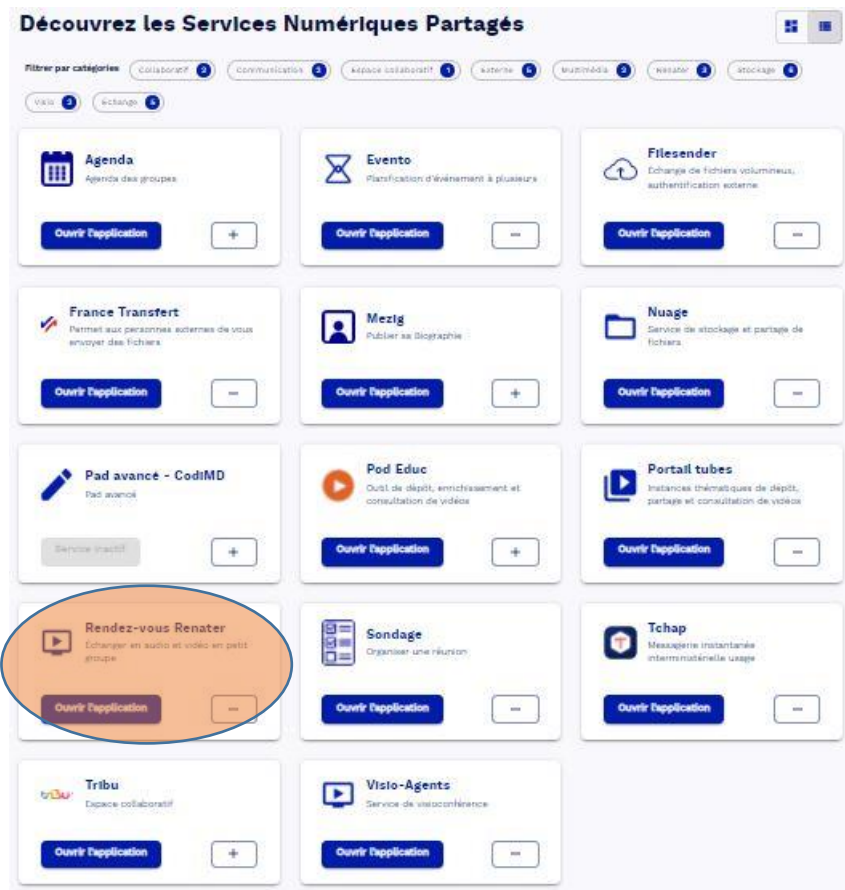 Découvrez les Services Numériques Partagés
Filtrer par catégories Collaboratif 2 Communication 2 Espace collaboratif 1 Externe 5 Multimédia 2 Renater 3 Stockage 4
Visio 2 Échange 5
Agenda
Agenda des groupes
Ouvrir l'application +
Evento
Planification d'événement à plusieurs
Ouvrir l'application -
Filesender
Echange de fichiers volumineux,
authentification externe
Ouvrir l'application -
France Transfert
Permet aux personnes externes de vous
envoyer des fichiers
Ouvrir l'application -
Mezig
Publier sa Biographie
Ouvrir l'application +
Nuage
Service de stockage et partage de
fichiers
Ouvrir l'application -
Pad avancé - CodiMD
Pad avancé
Service inactif +
Pod Educ
Outil de dépôt, enrichissement et
consultation de vidéos
Ouvrir l'application +
Portail tubes
Instances thématiques de dépôt,
partage et consultation de vidéos
Ouvrir l'application -
Rendez-vous Renater
Echanger en audio et vidéo en petit
groupe
Ouvrir l'application -
Sondage
Organiser une réunion
Ouvrir l'application -
Tchap
Messagerie instantanée
interministérielle usage
Ouvrir l'application -
tribu
Tribu
Espace collaboratif
Ouvrir l'application +
Visio-Agents
Service de visioconférence
Ouvrir l'application -